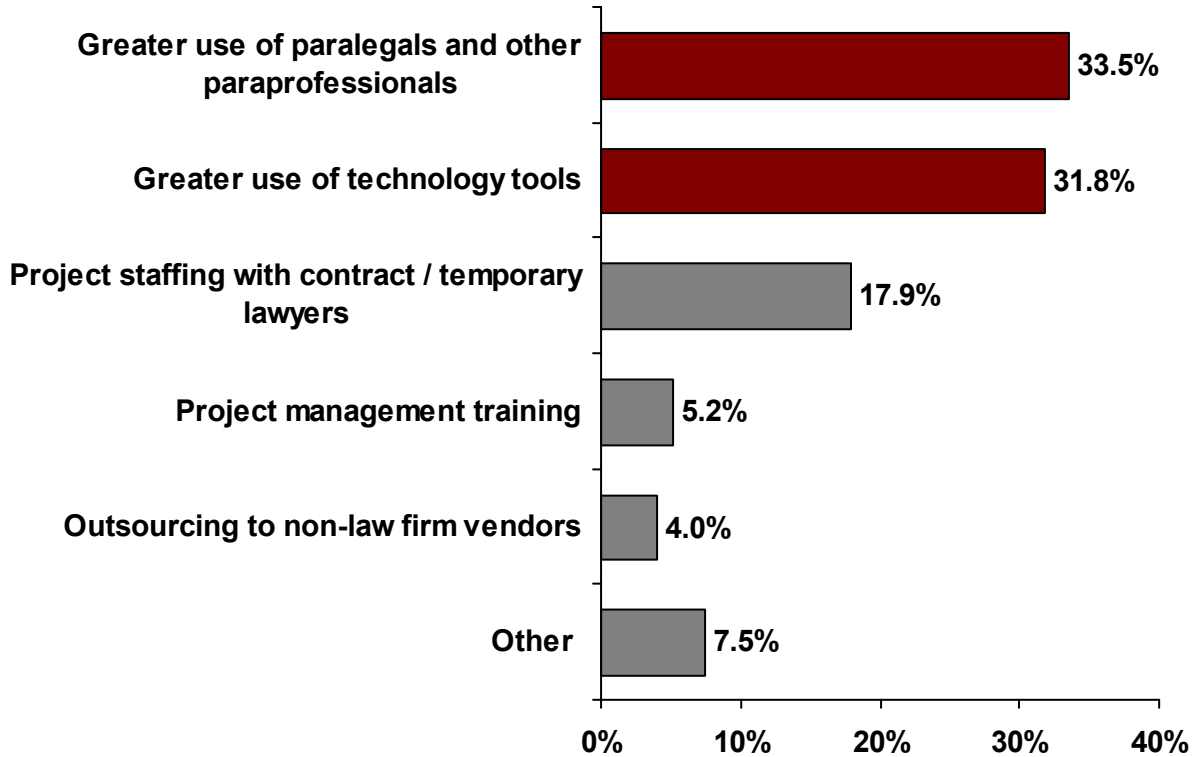 Greater use of paralegals and other
paraprofessionals
33.5%
Greater use of technology tools
31.8%
Project staffing with contract / temporary
lawyers
17.9%
Project management training
5.2%
Outsourcing to non-law firm vendors
4.0%
Other
7.5%
0% 10% 20% 30% 40%